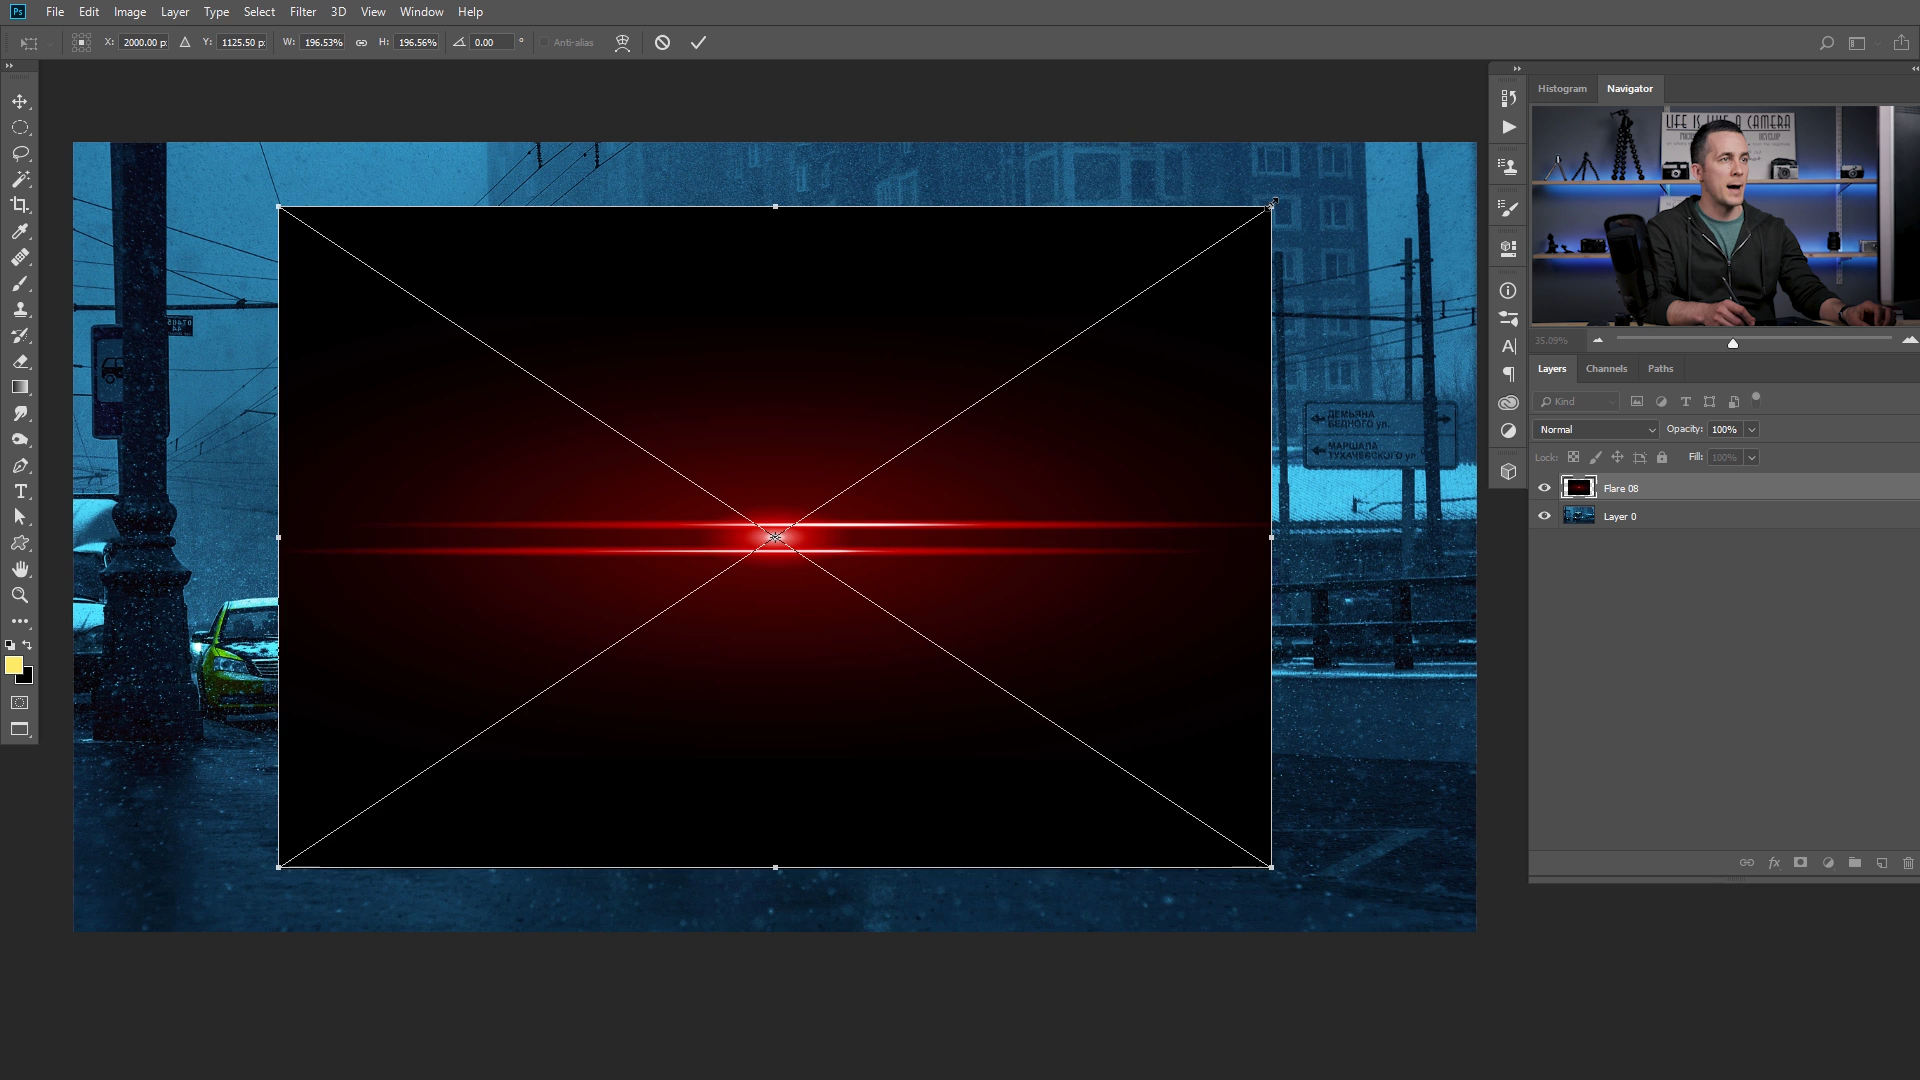 Ps File Edit Image Layer Type Select Filter 3D View Window Help
X: 2000.00 p: Y: 1125.50 p: W: 196.53% H: 196.56% 0.00 ° Anti-alias
Histogram Navigator
LIFE IS LIKE A CAMERA
35.09%
Layers Channels Paths
Kind
Normal Opacity: 100%
Lock: Fill: 100%
Flare 08
Layer 0
ДЕМЬЯНА
БЕДНОГО ул.
МАРШАЛА
ТУХАЧЕВСКОГО ул